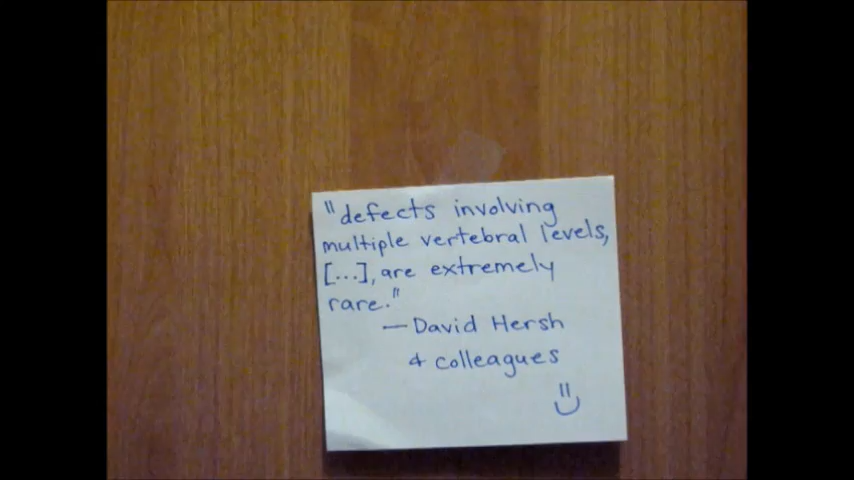 "defects involving
multiple vertebral levels,
[...], are extremely
rare."
—David Hersh
& colleagues